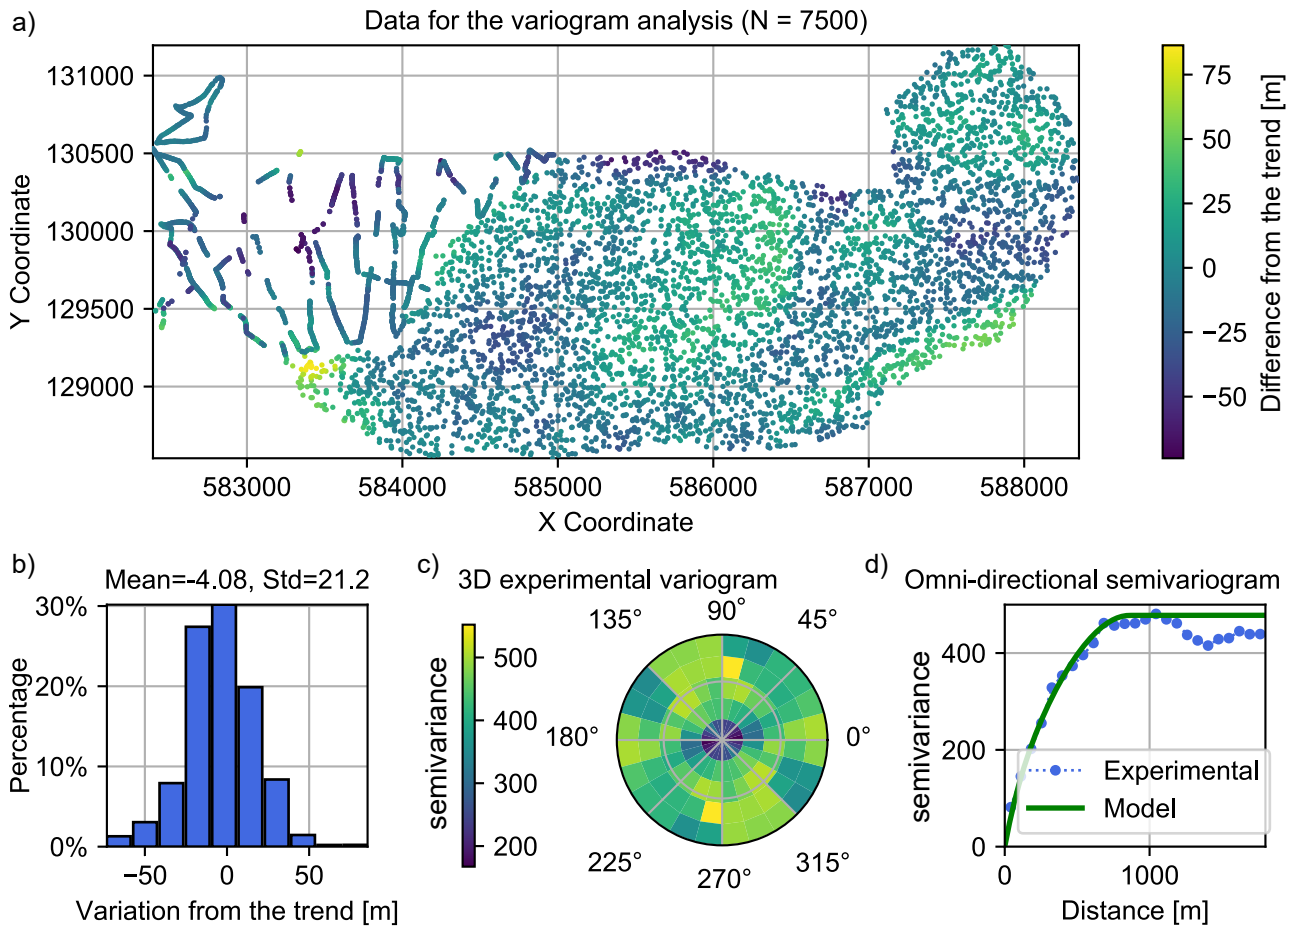 a)
Data for the variogram analysis (N = 7500)
131000
130500
130000
129500
129000
Y Coordinate
583000
584000
585000
586000
587000
588000
X Coordinate
75
50
25
0
−25
−50
Difference from the trend [m]
b)
Mean=-4.08, Std=21.2
30%
20%
10%
0%
Percentage
−50
0
50
Variation from the trend [m]
c)
3D experimental variogram
500
400
300
200
semivariance
90°
45°
0°
315°
270°
225°
180°
135°
d)
Omni-directional semivariogram
400
200
0
semivariance
Experimental
Model
0
1000
Distance [m]